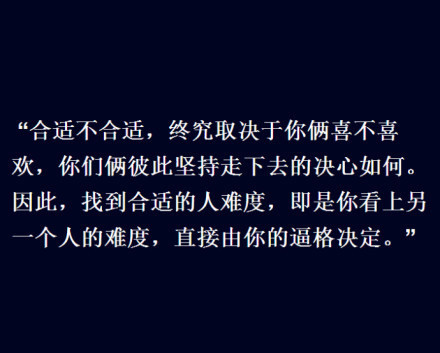 “合适不合适，终究取决于你俩喜不喜
欢，你们俩彼此坚持走下去的决心如何。
因此，找到合适的人难度，即是你看上另
一个人的难度，直接由你的逼格决定。”